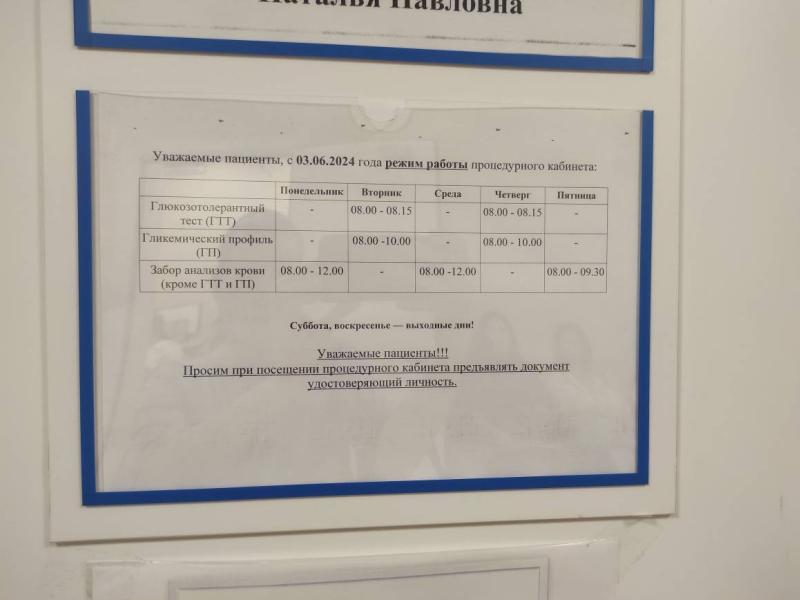 Наталья Павловна
Уважаемые пациенты, с 03.06.2024 года режим работы процедурного кабинета:
Понедельник Вторник Среда Четверг Пятница
Глюкозотолерантный тест (ГТТ) - 08.00 - 08.15 - 08.00 - 08.15 -
Гликемический профиль (ГП) - 08.00 -10.00 - 08.00 - 10.00 -
Забор анализов крови (кроме ГТТ и ГП) 08.00 - 12.00 - 08.00 -12.00 - 08.00 - 09.30
Суббота, воскресенье — выходные дни!
Уважаемые пациенты!!!
Просим при посещении процедурного кабинета предъявлять документ
удостоверяющий личность.